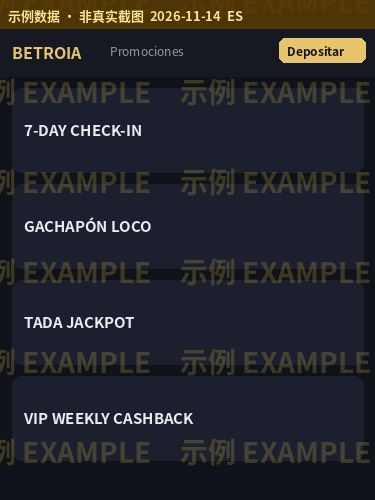 示例数据 · 非真实截图 2026-11-14 ES
BETROIA Promociones Depositar
示例 EXAMPLE 示例 EXAMPLE
7-DAY CHECK-IN
示例 EXAMPLE 示例 EXAMPLE
GACHAPÓN LOCO
示例 EXAMPLE 示例 EXAMPLE
TADA JACKPOT
示例 EXAMPLE 示例 EXAMPLE
VIP WEEKLY CASHBACK
示例 EXAMPLE 示例 EXAMPLE